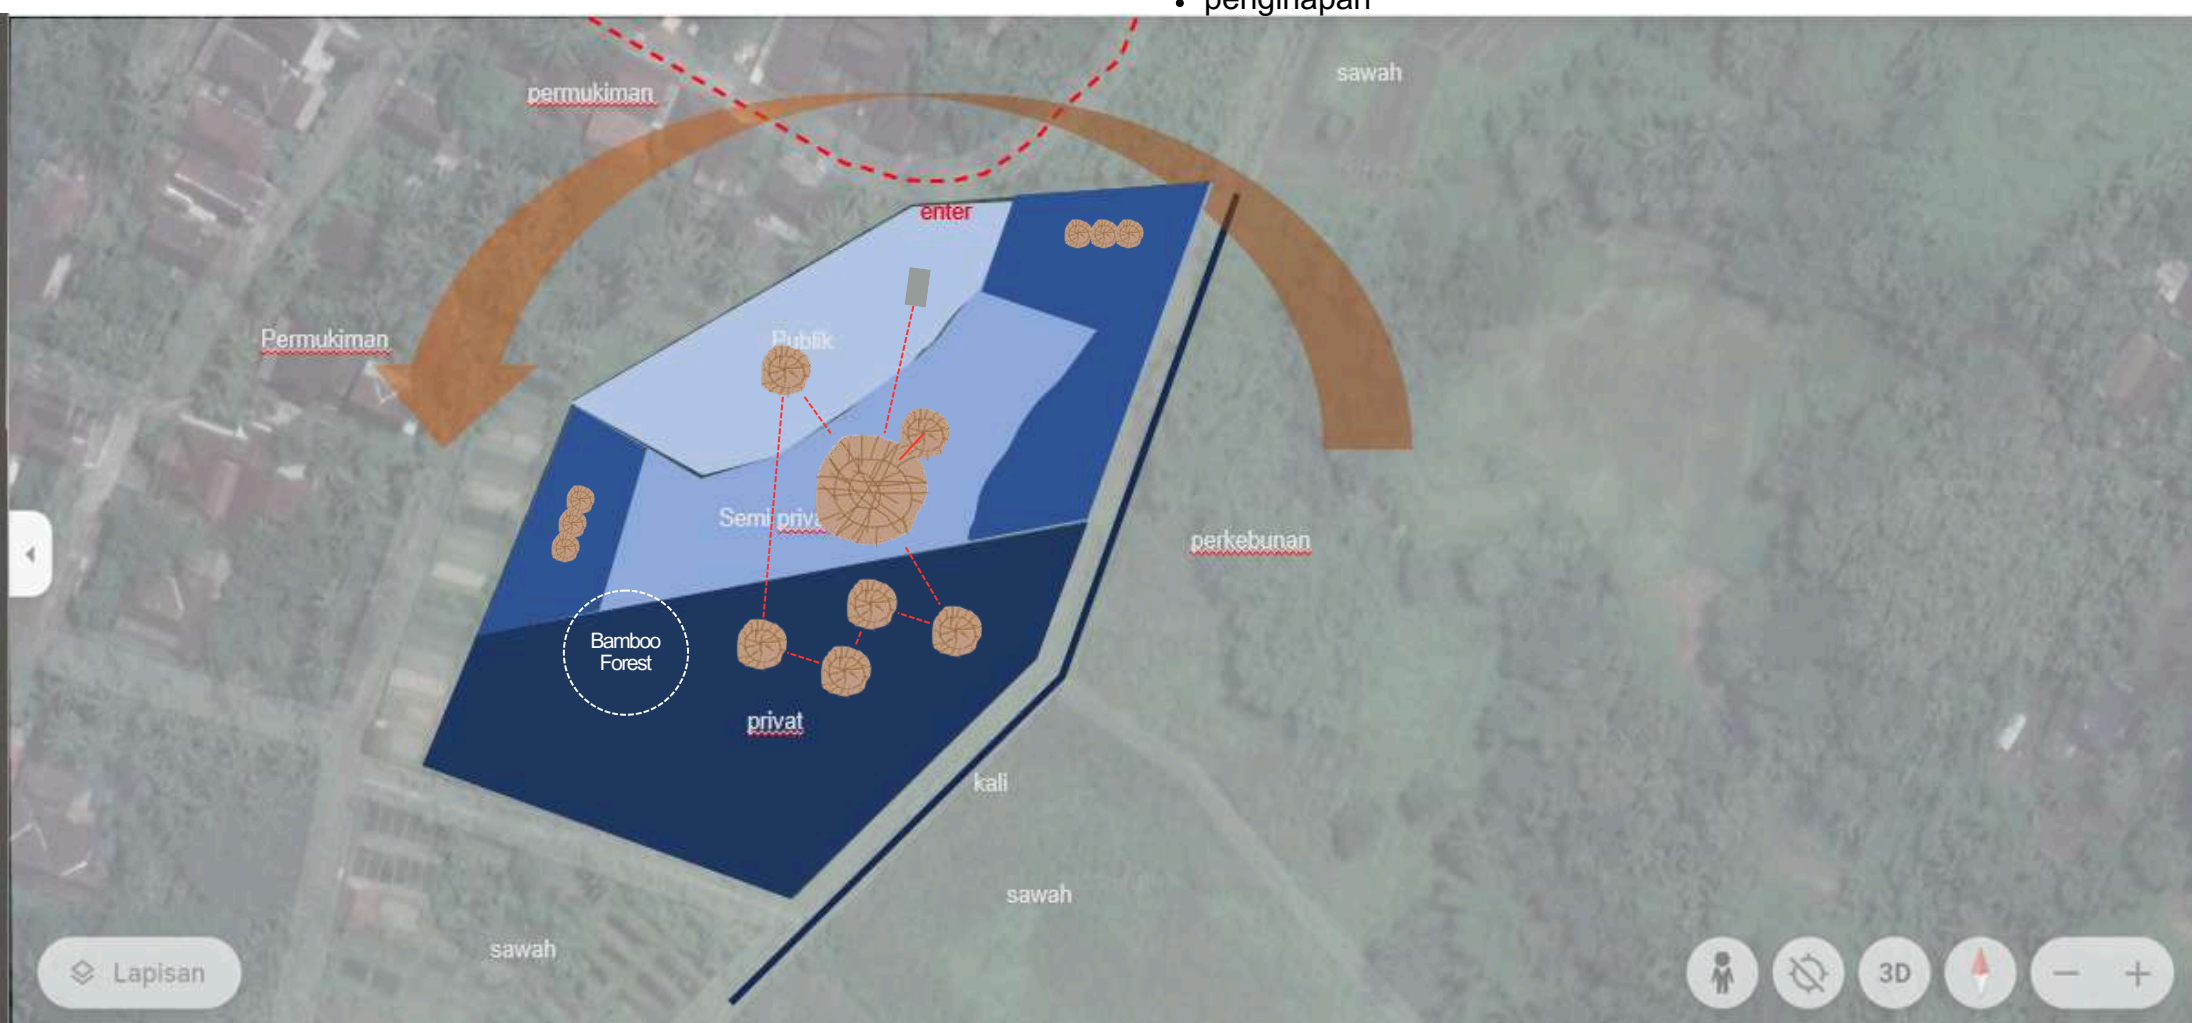 • penginapan
sawah
permukiman
enter
Permukiman
Publik
Semi priva
perkebunan
Bamboo
Forest
privat
kali
sawah
sawah
Lapisan
3D